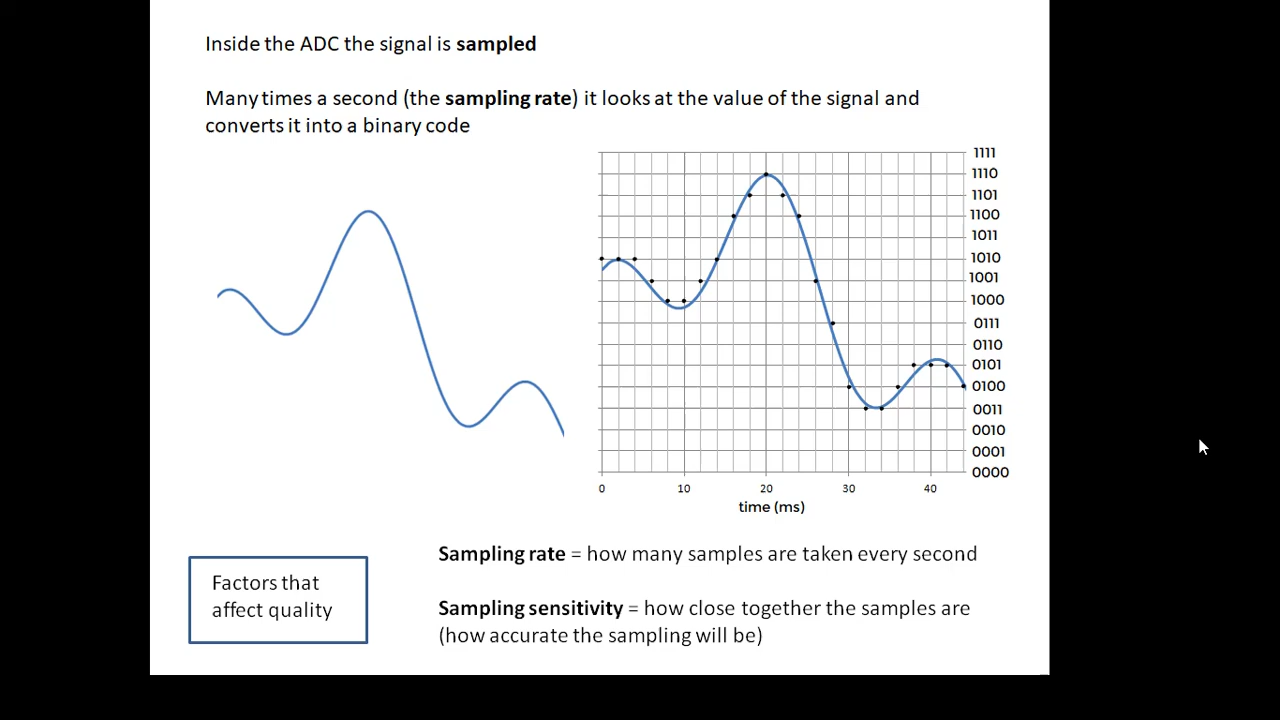 Inside the ADC the signal is sampled
Many times a second (the sampling rate) it looks at the value of the signal and
converts it into a binary code
1111
1110
1101
1100
1011
1010
1001
1000
0111
0110
0101
0100
0011
0010
0001
0000
0 10 20 30 40
time (ms)
Sampling rate = how many samples are taken every second
Factors that
affect quality
Sampling sensitivity = how close together the samples are
(how accurate the sampling will be)